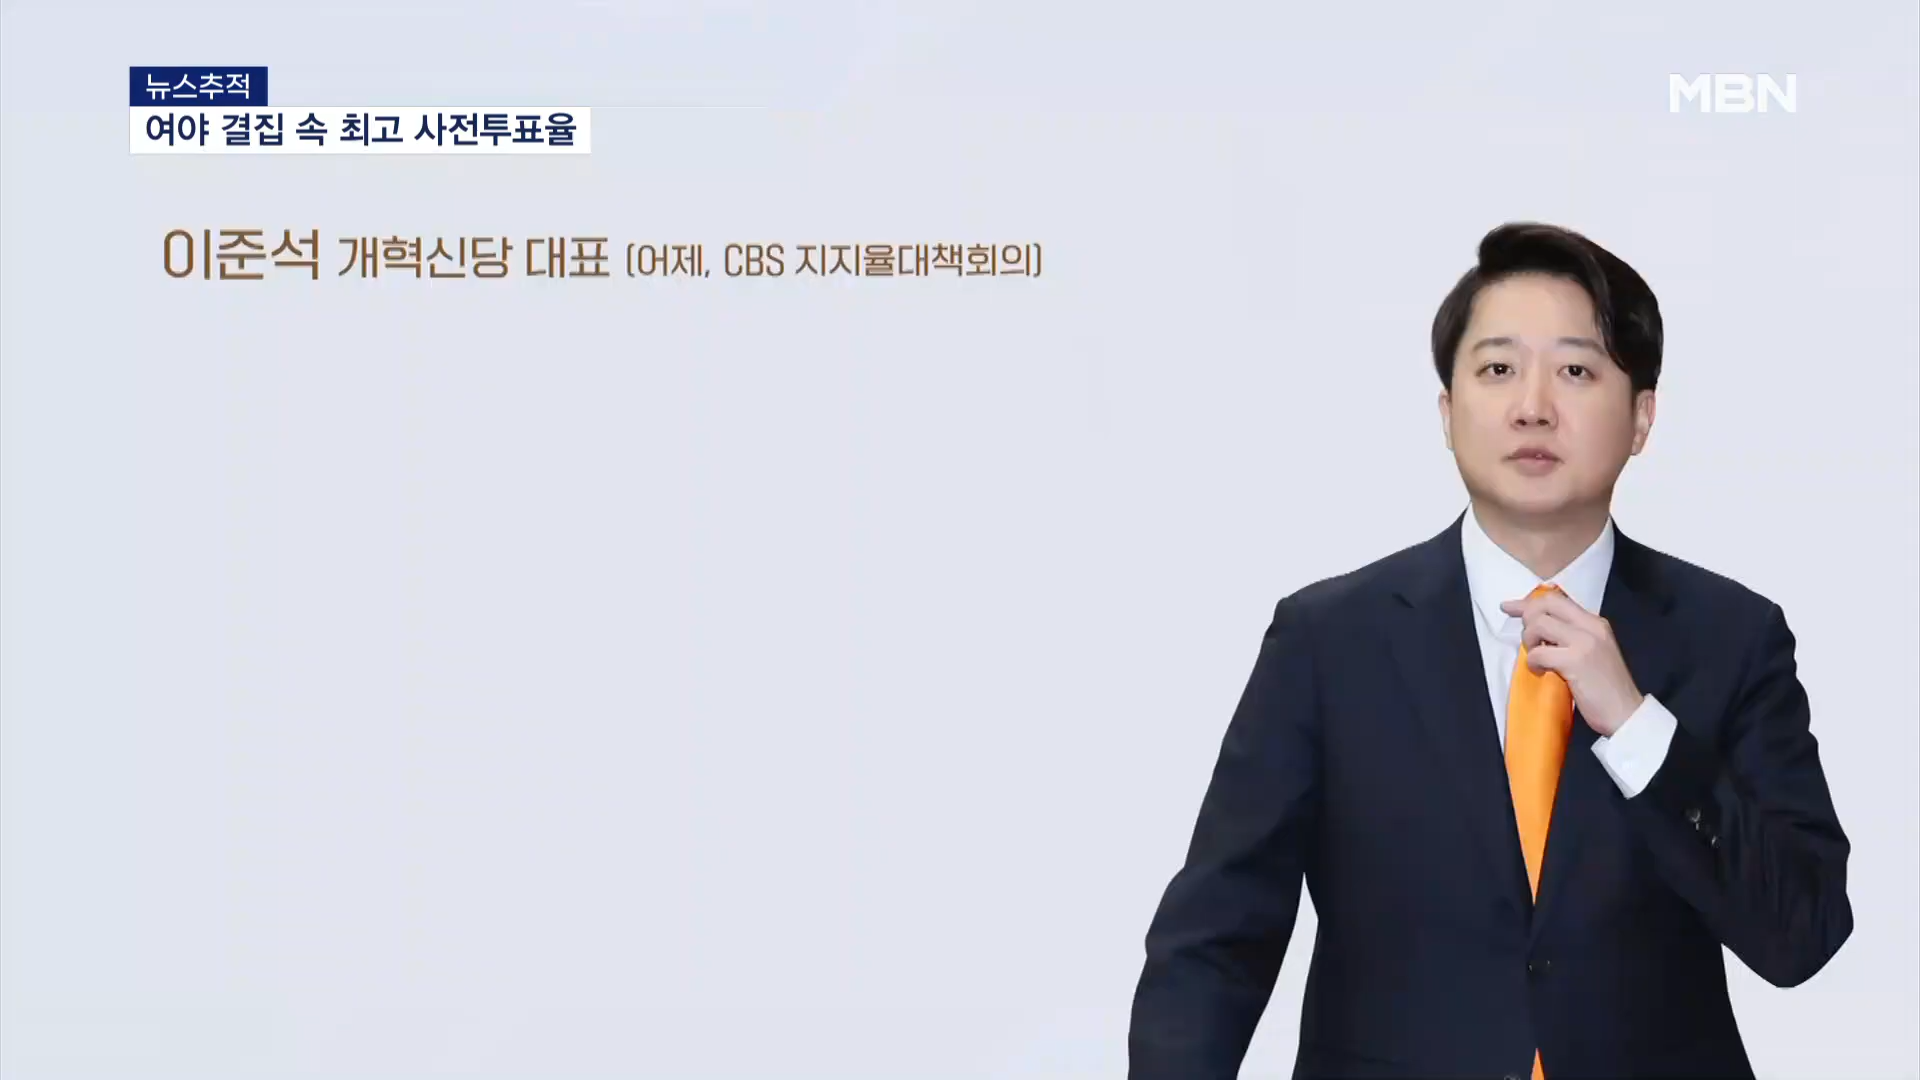 뉴스추적
MBN
여야 결집 속 최고 사전투표율
이준석 개혁신당 대표 (어제, CBS 지지율대책회의)